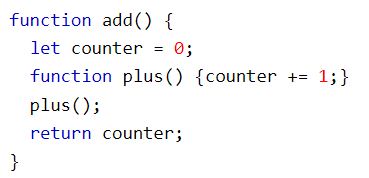 function add() {
  let counter = 0;
  function plus() {counter += 1;}
  plus();
  return counter;
}